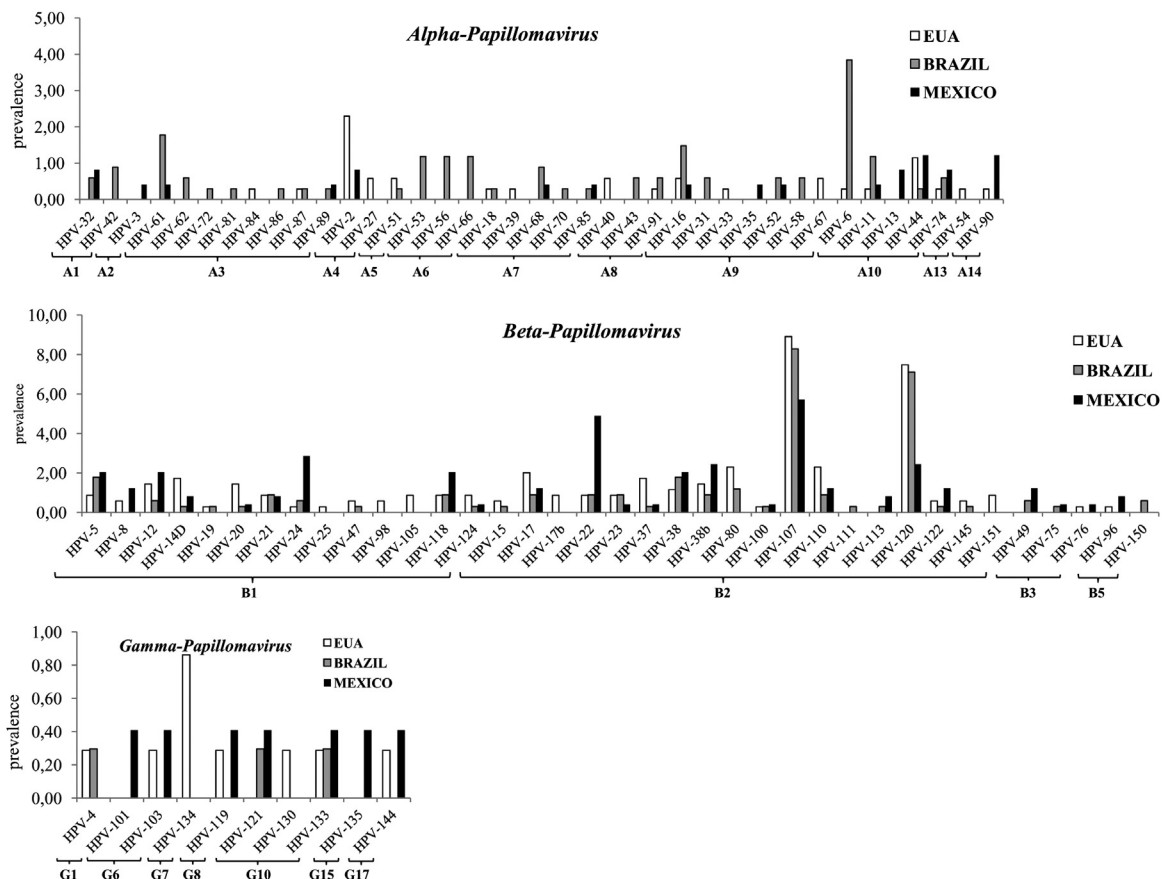 Alpha-Papillomavirus
EUA
BRAZIL
MEXICO
prevalence
5,00
4,00
3,00
2,00
1,00
0,00
HPV-32 HPV-42 HPV-3 HPV-61 HPV-62 HPV-72 HPV-81 HPV-84 HPV-86 HPV-87 HPV-89 HPV-2 HPV-27 HPV-51 HPV-53 HPV-56 HPV-66 HPV-18 HPV-39 HPV-68 HPV-70 HPV-85 HPV-40 HPV-43 HPV-91 HPV-16 HPV-31 HPV-33 HPV-35 HPV-52 HPV-58 HPV-67 HPV-6 HPV-11 HPV-13 HPV-44 HPV-74 HPV-54 HPV-90
A1 A2 A3 A4 A5 A6 A7 A8 A9 A10 A13 A14
Beta-Papillomavirus
EUA
BRAZIL
MEXICO
prevalence
10,00
8,00
6,00
4,00
2,00
0,00
HPV-5 HPV-8 HPV-12 HPV-14D HPV-19 HPV-20 HPV-21 HPV-24 HPV-25 HPV-47 HPV-98 HPV-105 HPV-118 HPV-124 HPV-15 HPV-17 HPV-17b HPV-22 HPV-23 HPV-37 HPV-38 HPV-38b HPV-80 HPV-100 HPV-107 HPV-110 HPV-111 HPV-113 HPV-120 HPV-122 HPV-145 HPV-151 HPV-49 HPV-75 HPV-76 HPV-96 HPV-150
B1 B2 B3 B5
Gamma-Papillomavirus
EUA
BRAZIL
MEXICO
prevalence
1,00
0,80
0,60
0,40
0,20
0,00
HPV-4 HPV-101 HPV-103 HPV-134 HPV-119 HPV-121 HPV-130 HPV-133 HPV-135 HPV-144
G1 G6 G7 G8 G10 G15 G17